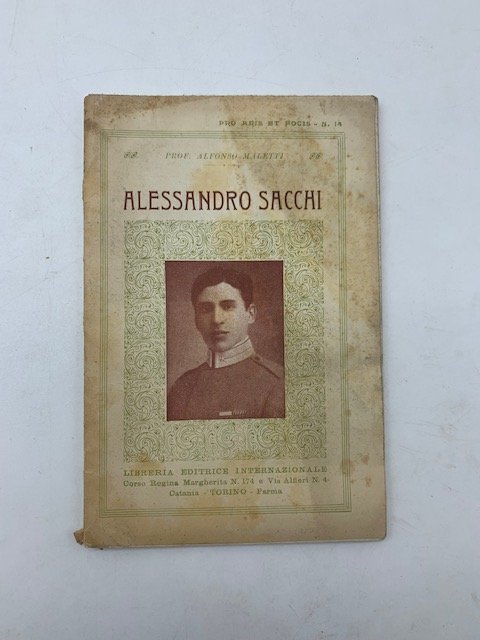 PRO ARIS ET FOCIS - N. 14
PROF. ALFONSO MALETTI
ALESSANDRO SACCHI
LIBRERIA EDITRICE INTERNAZIONALE
Corso Regina Margherita N. 174 e Via Alfieri N. 4
Catania - TORINO - Parma